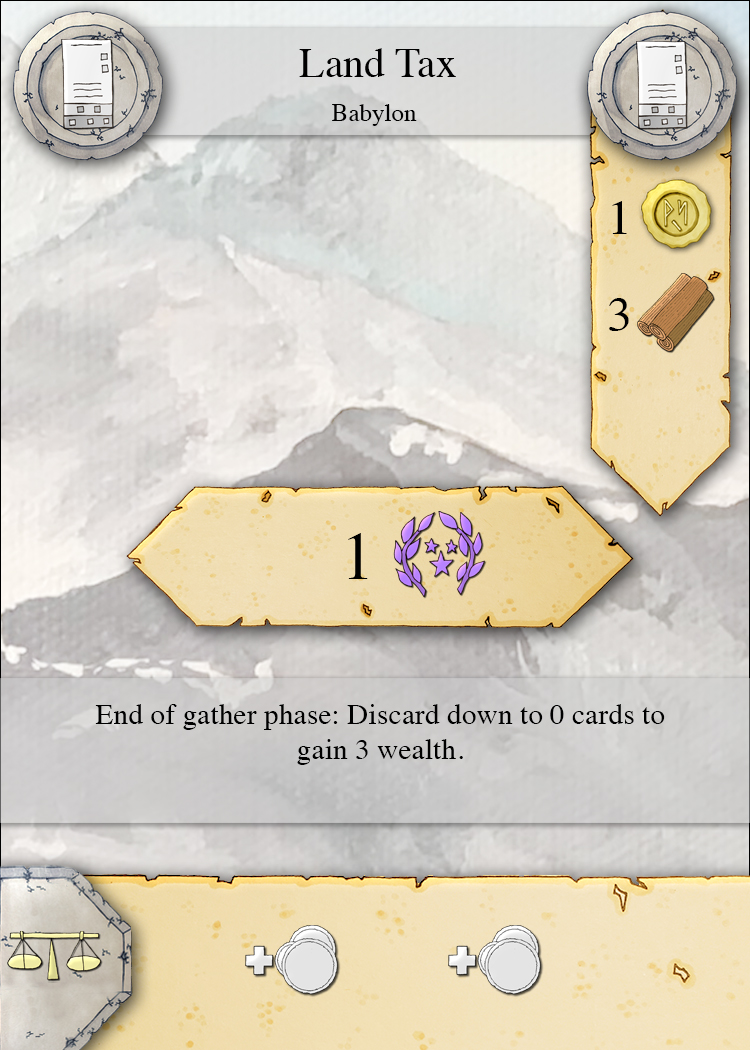 Land Tax
Babylon
1
3
1
End of gather phase: Discard down to 0 cards to
gain 3 wealth.